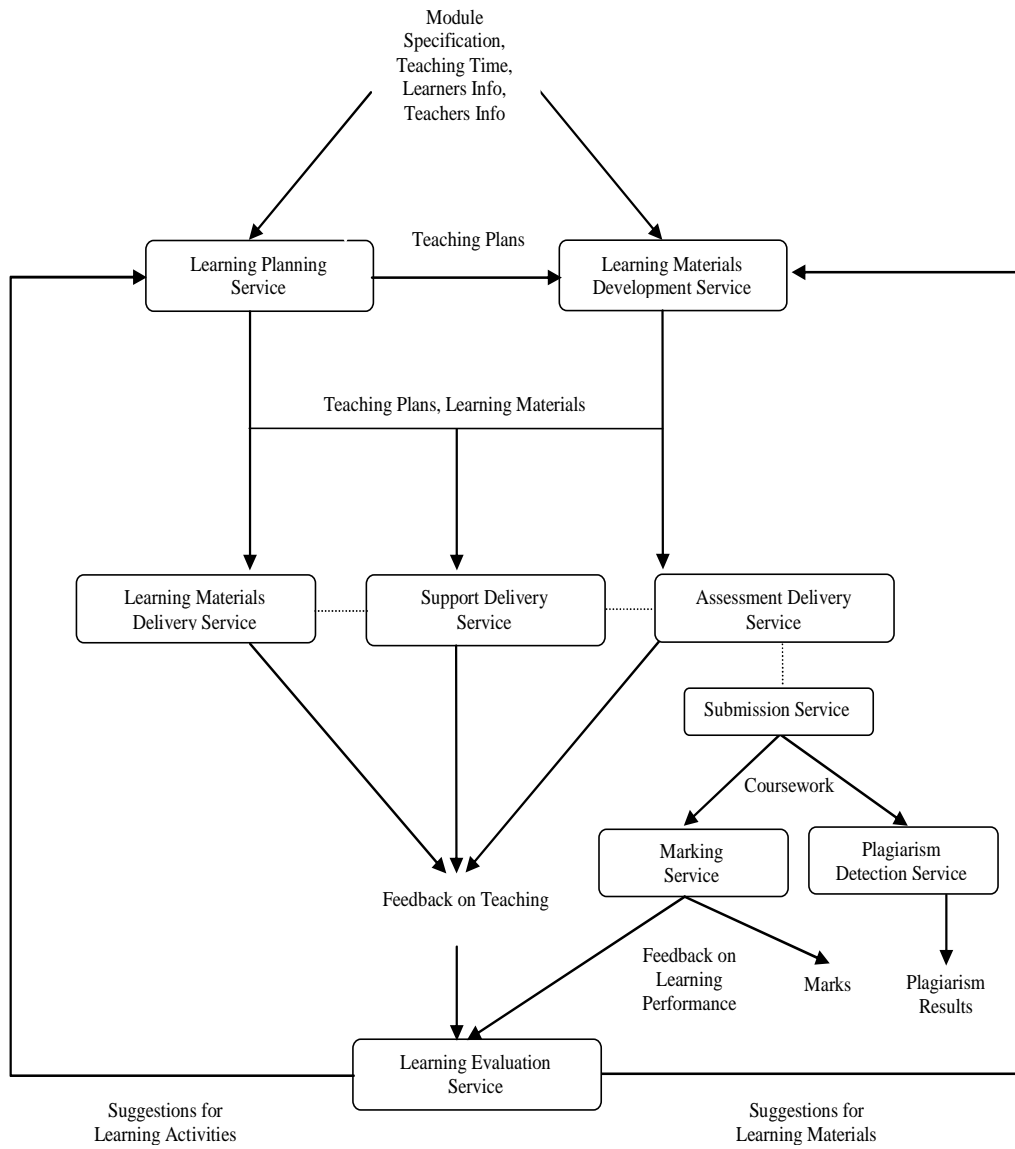 Module
Specification,
Teaching Time,
Learners Info,
Teachers Info
Teaching Plans
Learning Planning
Service
Learning Materials
Development Service
Teaching Plans, Learning Materials
Learning Materials
Delivery Service
Support Delivery
Service
Assessment Delivery
Service
Submission Service
Coursework
Marking
Service
Plagiarism
Detection Service
Feedback on Teaching
Feedback on
Learning
Performance
Marks
Plagiarism
Results
Learning Evaluation
Service
Suggestions for
Learning Activities
Suggestions for
Learning Materials